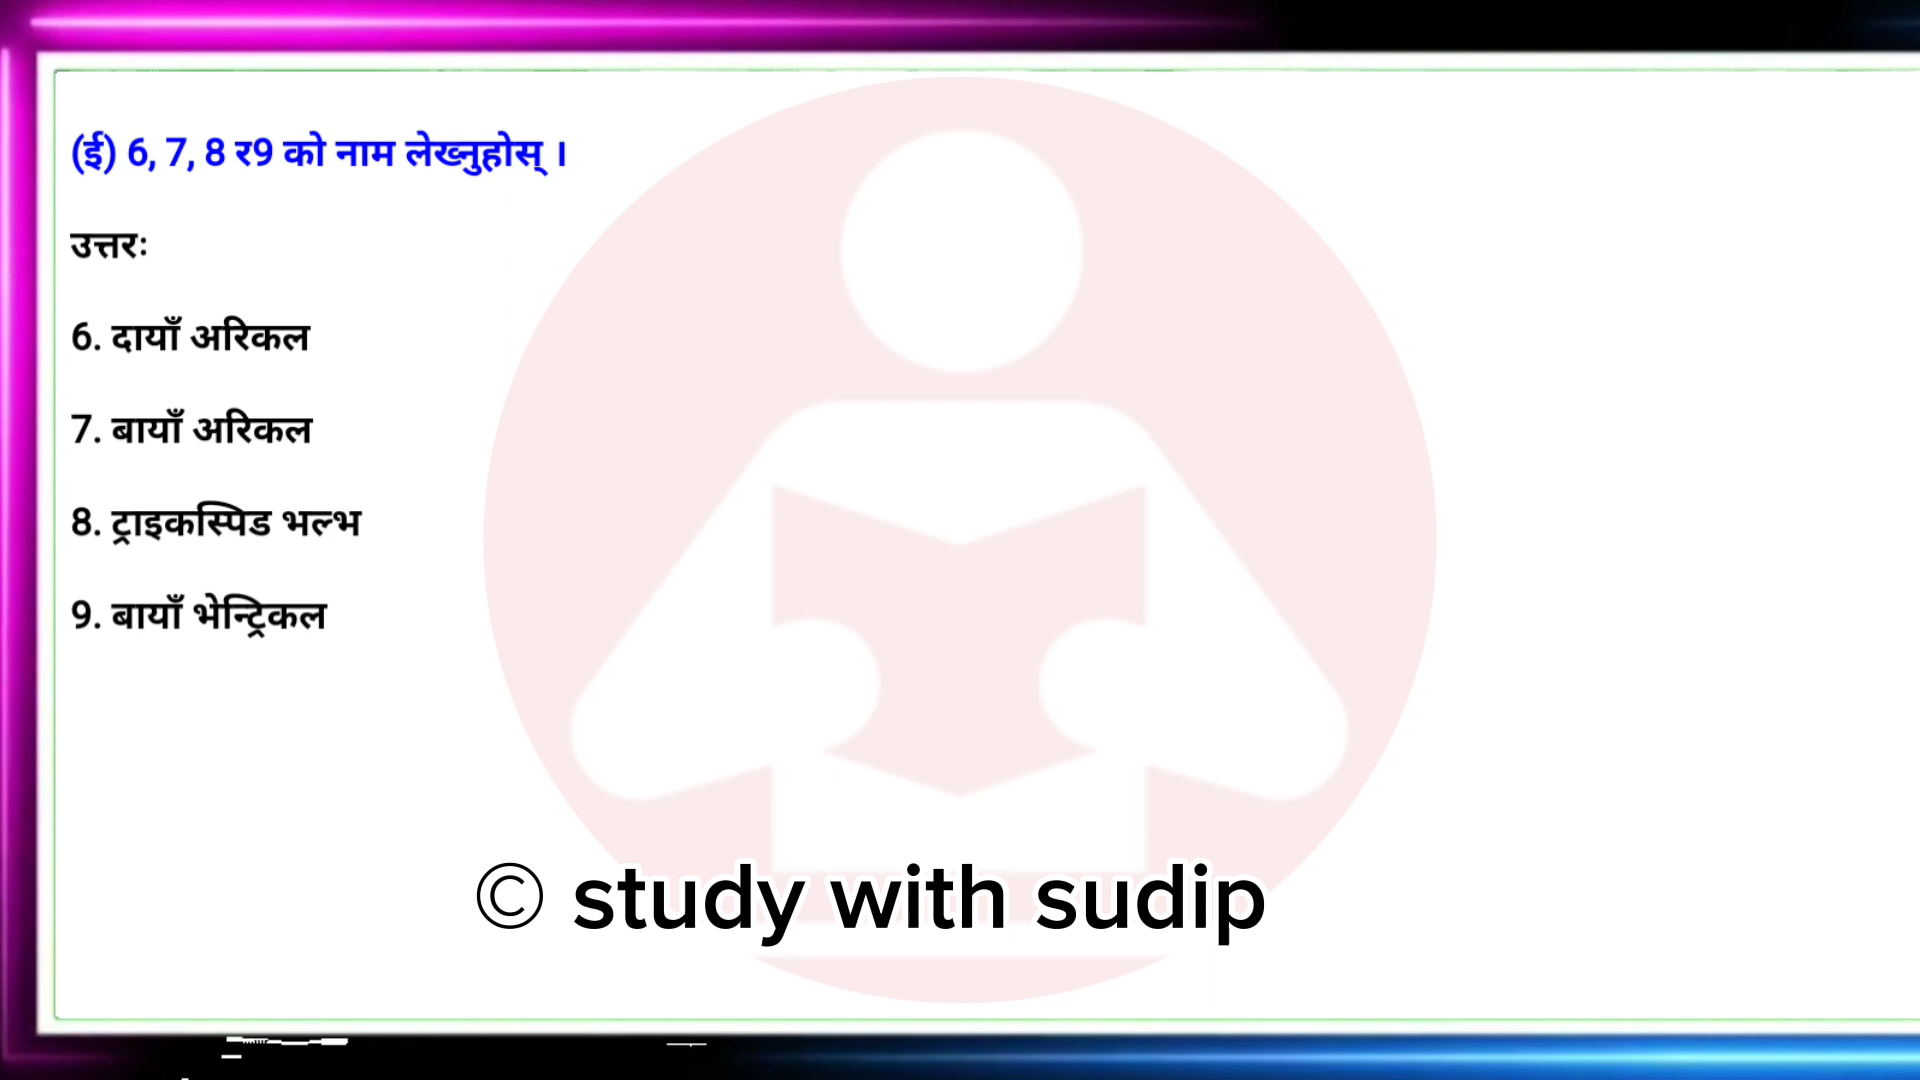 (ई) 6, 7, 8 र9 को नाम लेख्नुहोस् ।
उत्तरः
6. दायाँ अरिकल
7. बायाँ अरिकल
8. ट्राइकस्पिड भल्भ
9. बायाँ भेन्ट्रिकल
© study with sudip